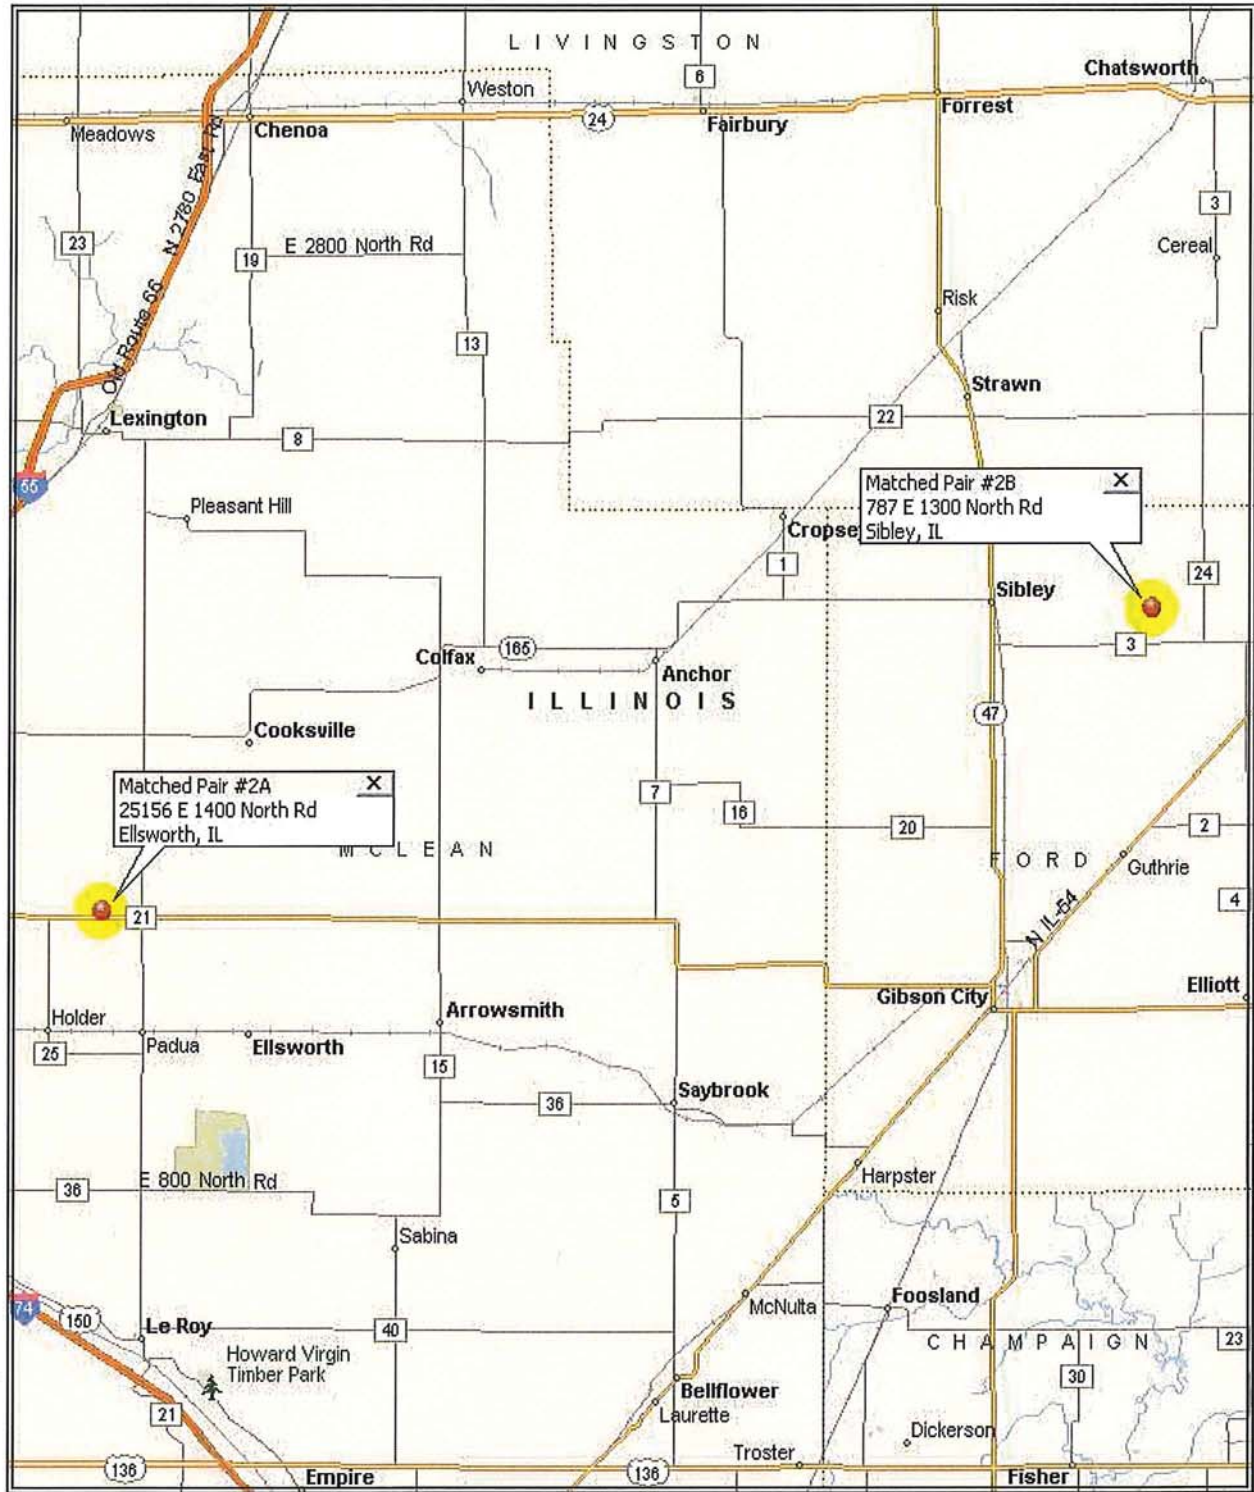 LIVINGSTON
6
Chatsworth
Weston
Meadows
Chenoa
24
Fairbury
Forrest
N 2780 East Rd
3
23
E 2800 North Rd
19
Cereal
Old Route 66
Risk
13
Strawn
Lexington
22
8
55
Matched Pair #2B
787 E 1300 North Rd
Sibley, IL
X
Pleasant Hill
Cropsey
1
24
Sibley
165
Colfax
Anchor
3
ILLINOIS
47
Cooksville
Matched Pair #2A
25156 E 1400 North Rd
Ellsworth, IL
X
7
16
20
2
MCLEAN
FORD
Guthrie
21
4
N IL-54
Gibson City
Elliott
Holder
Arrowsmith
Padua
Ellsworth
25
15
Saybrook
36
Harpster
E 800 North Rd
36
5
Sabina
74
150
Le Roy
McNulta
Foosland
40
CHAMPAIGN
23
Howard Virgin
Timber Park
30
Bellflower
Laurette
21
Dickerson
Troster
136
Empire
136
Fisher